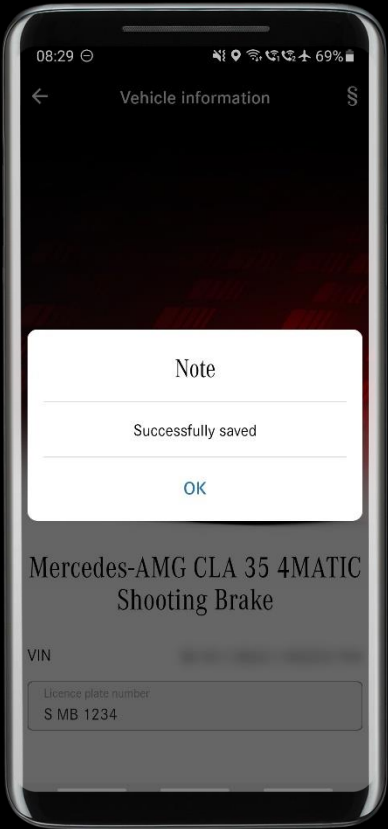 08:29 69%
Vehicle information §
Note
Successfully saved
OK
Mercedes-AMG CLA 35 4MATIC
Shooting Brake
VIN
Licence plate number
S MB 1234